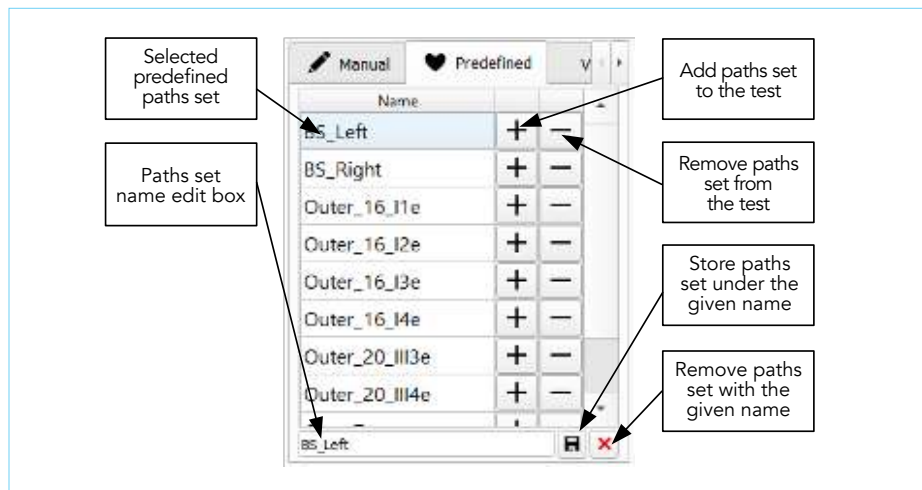 Selected
predefined
paths set
Paths set
name edit box
Manual
Predefined
V
Name
BS_Left
BS_Right
Outer_16_I1e
Outer_16_I2e
Outer_16_I3e
Outer_16_I4e
Outer_20_III3e
Outer_20_III4e
BS_Left
Add paths set
to the test
Remove paths
set from
the test
Store paths
set under the
given name
Remove paths
set with the
given name